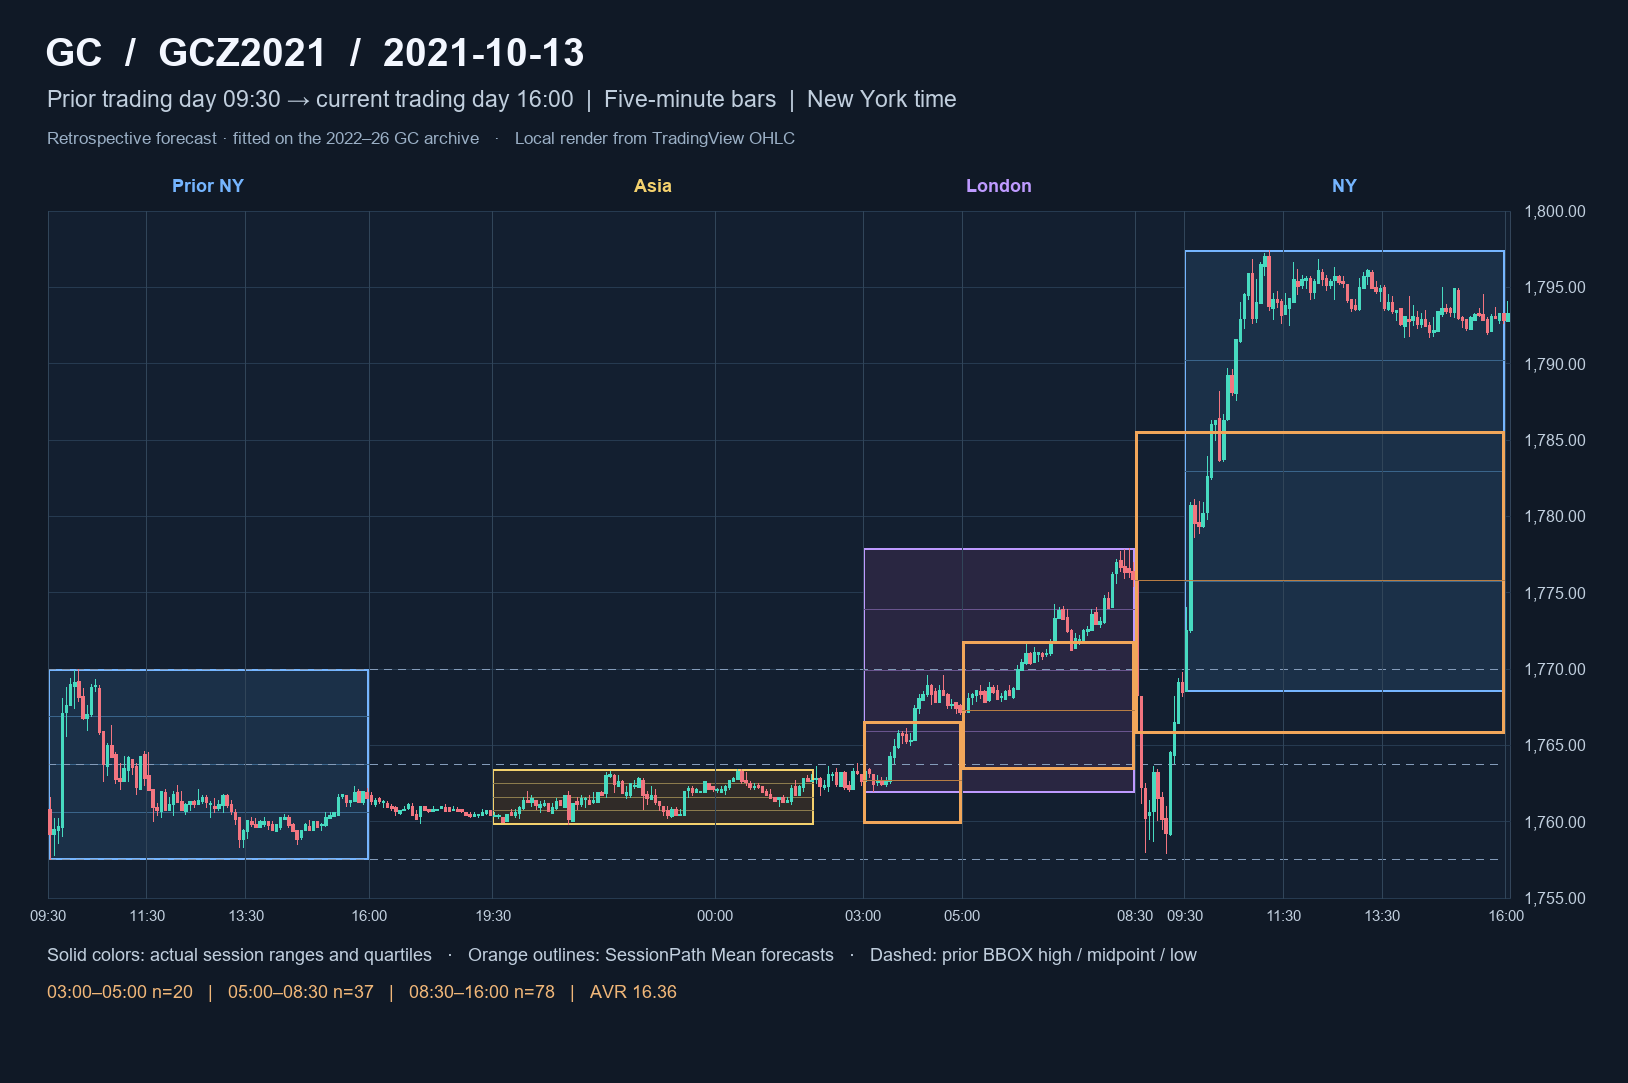 GC / GCZ2021 / 2021-10-13
Prior trading day 09:30 → current trading day 16:00 | Five-minute bars | New York time
Retrospective forecast · fitted on the 2022–26 GC archive · Local render from TradingView OHLC
Prior NY Asia London NY
1,800.00
1,795.00
1,790.00
1,785.00
1,780.00
1,775.00
1,770.00
1,765.00
1,760.00
1,755.00
09:30 11:30 13:30 16:00 19:30 00:00 03:00 05:00 08:30 09:30 11:30 13:30 16:00
Solid colors: actual session ranges and quartiles · Orange outlines: SessionPath Mean forecasts · Dashed: prior BBOX high / midpoint / low
03:00–05:00 n=20 | 05:00–08:30 n=37 | 08:30–16:00 n=78 | AVR 16.36